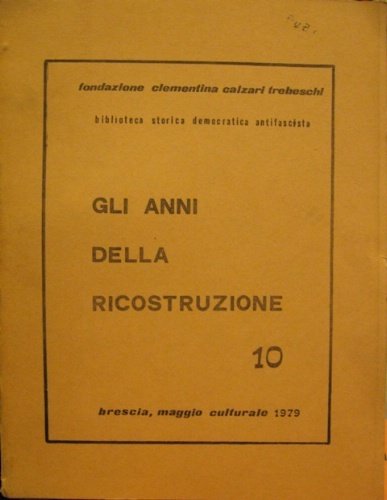 fondazione clementina calzari trebeschi
biblioteca storica democratica antifascista
GLI ANNI
DELLA
RICOSTRUZIONE
10
brescia, maggio culturale 1979